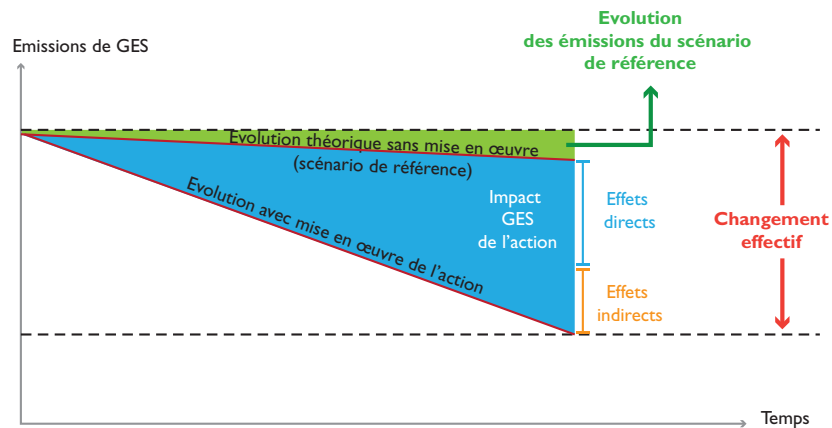 Evolution
des émissions du scénario
de référence
Emissions de GES
Evolution théorique sans mise en œuvre
(scénario de référence)
Evolution avec mise en œuvre de l’action
Impact
GES
de l’action
Effets
directs
Changement
effectif
Effets
indirects
Temps